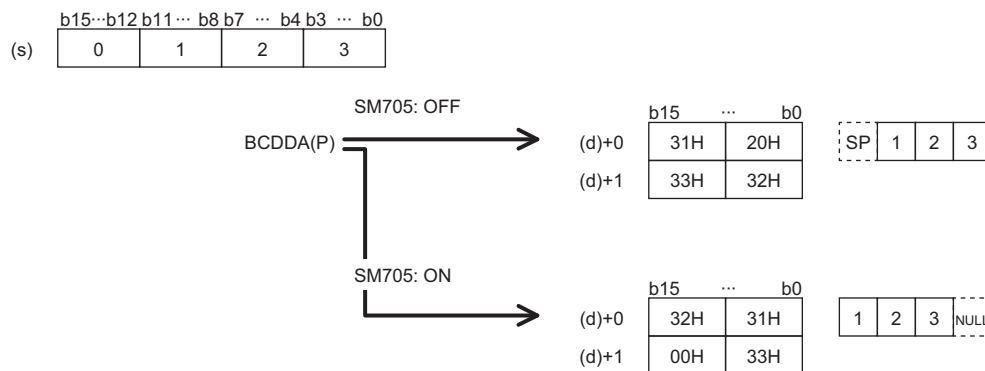 b15···b12 b11··· b8 b7 ··· b4 b3 ··· b0
(s) 0 1 2 3
SM705: OFF
BCDDA(P)
b15 ··· b0
(d)+0 31H 20H SP 1 2 3
(d)+1 33H 32H
SM705: ON
b15 ··· b0
(d)+0 32H 31H 1 2 3 NULL
(d)+1 00H 33H